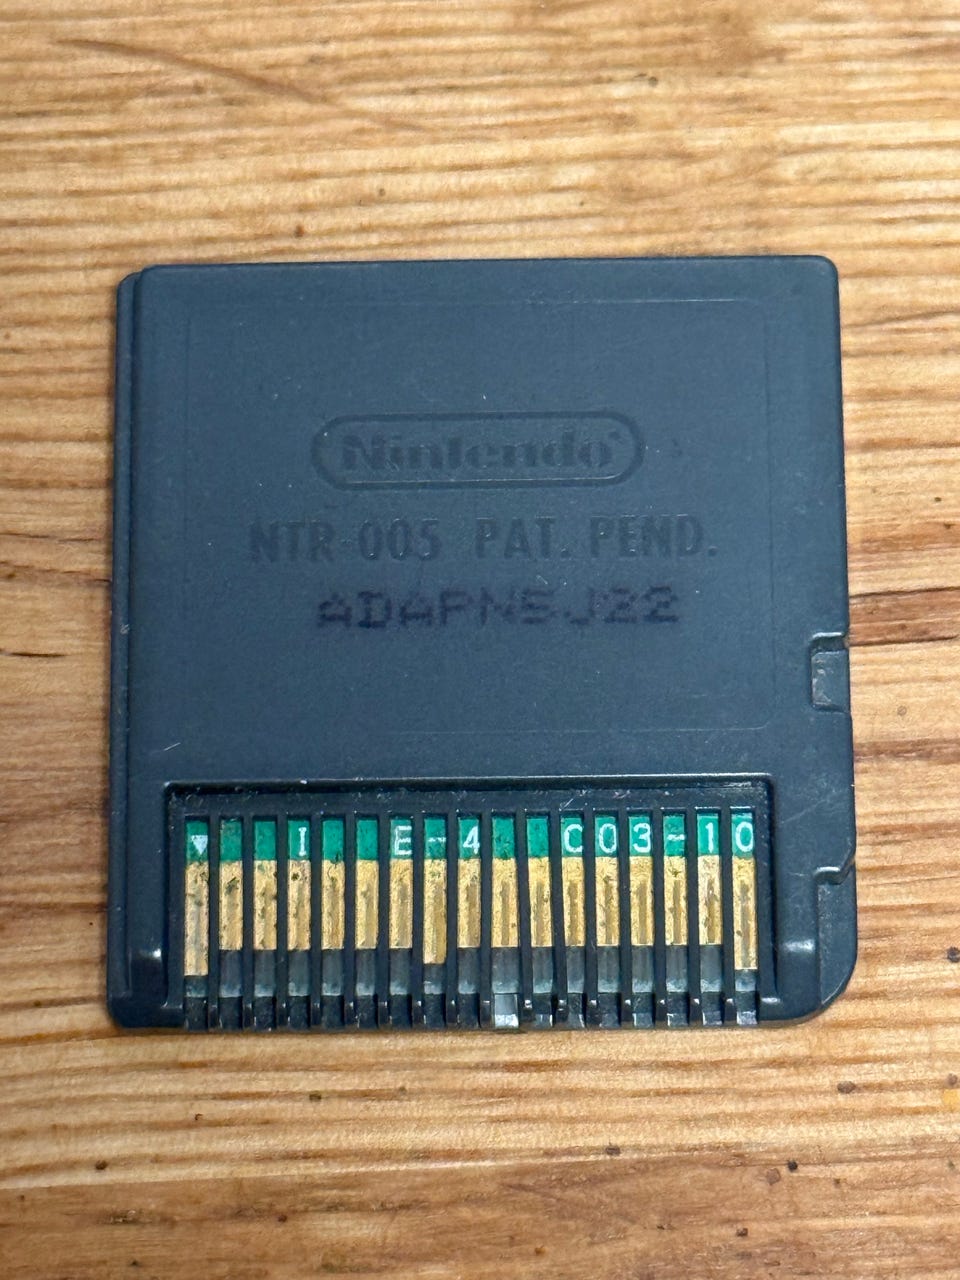 Nintendo®
NTR-005 PAT. PEND.
ADAPN5J22
▼ I E-4 C03-10